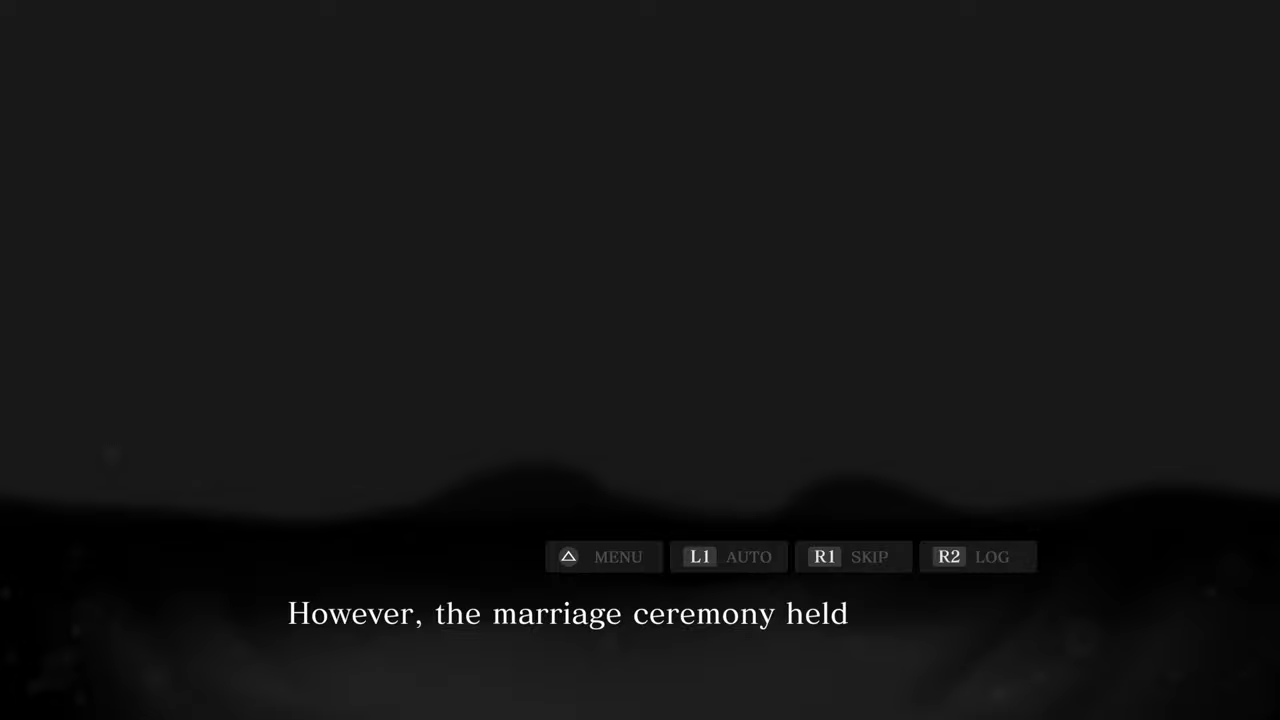 △ MENU L1 AUTO R1 SKIP R2 LOG
However, the marriage ceremony held